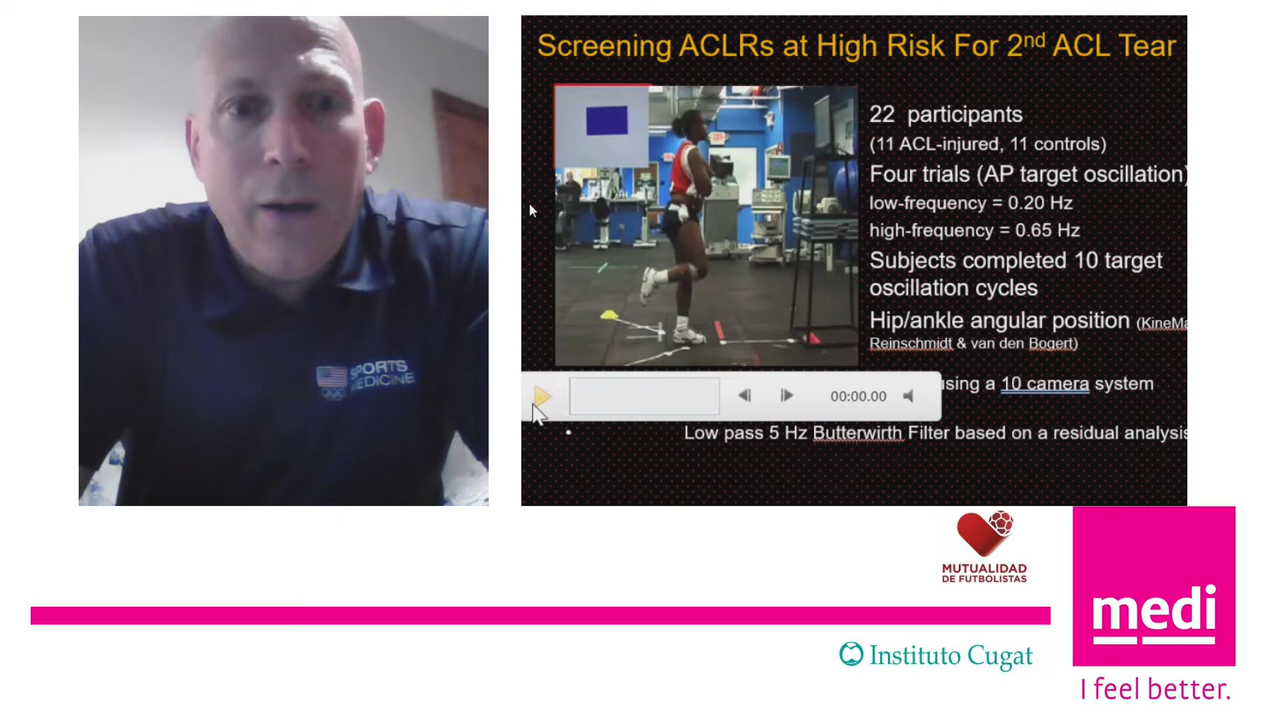 Screening ACLRs at High Risk For 2nd ACL Tear
22 participants
(11 ACL-injured, 11 controls)
Four trials (AP target oscillation)
low-frequency = 0.20 Hz
high-frequency = 0.65 Hz
Subjects completed 10 target
oscillation cycles
Hip/ankle angular position (KineMa
Reinschmidt & van den Bogert)
using a 10 camera system
00:00.00
• Low pass 5 Hz Butterwirth Filter based on a residual analysis
SPORTS
MEDICINE
MUTUALIDAD
DE FUTBOLISTAS
medi
Instituto Cugat
I feel better.